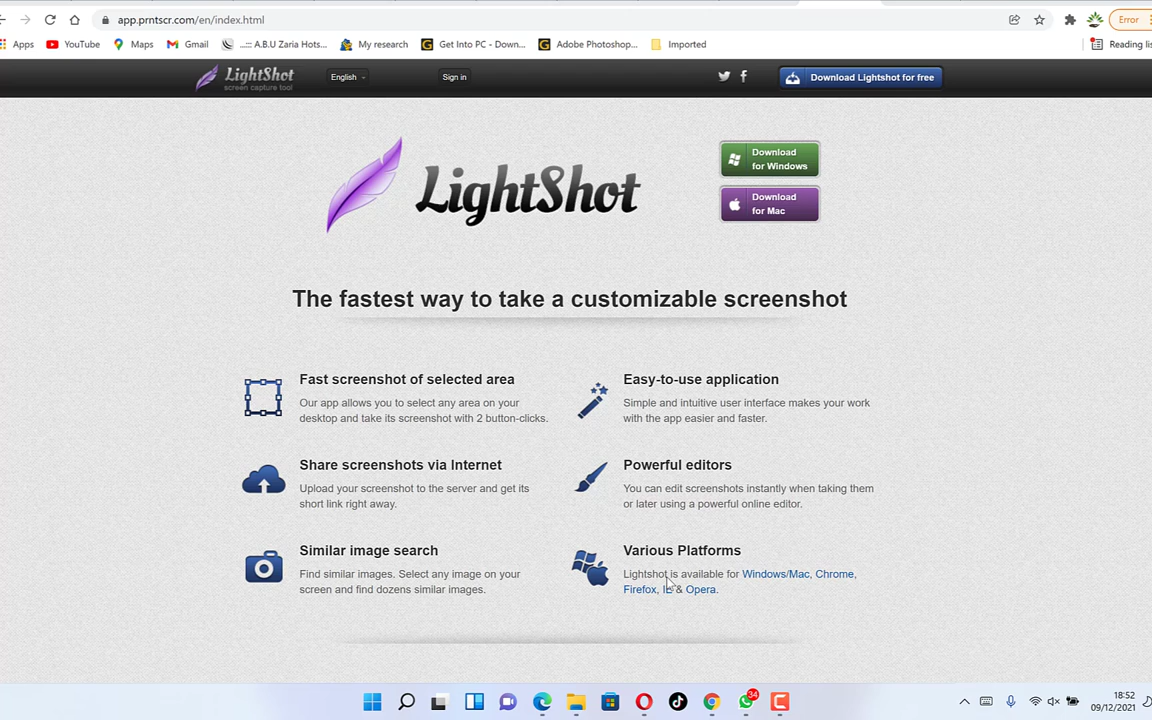 app.prntscr.com/en/index.html
Error
Apps YouTube Maps Gmail ...:: A.B.U Zaria Hots... My research Get Into PC - Down... Adobe Photoshop... Imported Reading lis
LightShot
screen capture tool
English
Sign in
Download Lightshot for free
LightShot
Download
for Windows
Download
for Mac
The fastest way to take a customizable screenshot
Fast screenshot of selected area
Our app allows you to select any area on your
desktop and take its screenshot with 2 button-clicks.
Easy-to-use application
Simple and intuitive user interface makes your work
with the app easier and faster.
Share screenshots via Internet
Upload your screenshot to the server and get its
short link right away.
Powerful editors
You can edit screenshots instantly when taking them
or later using a powerful online editor.
Similar image search
Find similar images. Select any image on your
screen and find dozens similar images.
Various Platforms
Lightshot is available for Windows/Mac, Chrome,
Firefox, IE & Opera.
34
18:52
09/12/2021